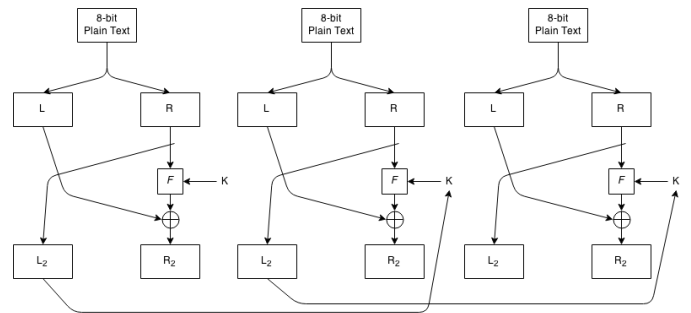 8-bit
Plain Text
8-bit
Plain Text
8-bit
Plain Text
L
R
L
R
L
R
F
K
F
K
F
K
L₂
R₂
L₂
R₂
L₂
R₂